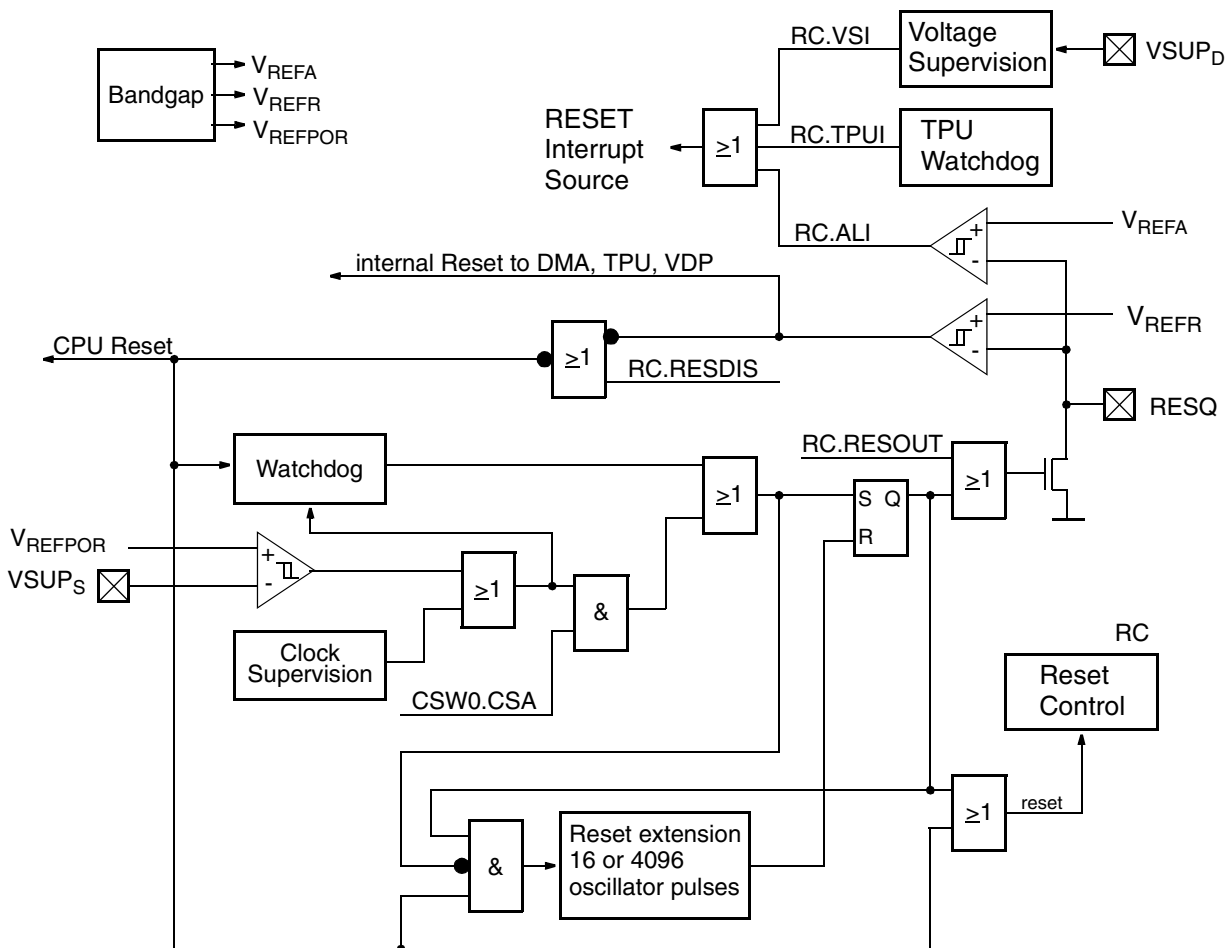 Bandgap
VREFA
VREFR
VREFPOR
RC.VSI
Voltage
Supervision
VSUPD
RESET
Interrupt
Source
≥1
RC.TPUI
TPU
Watchdog
RC.ALI
+
-
VREFA
internal Reset to DMA, TPU, VDP
+
-
VREFR
CPU Reset
≥1
RC.RESDIS
RESQ
Watchdog
≥1
RC.RESOUT
≥1
S Q
R
VREFPOR
VSUPS
+
-
≥1
&
Clock
Supervision
CSW0.CSA
RC
Reset
Control
≥1
reset
&
Reset extension
16 or 4096
oscillator pulses